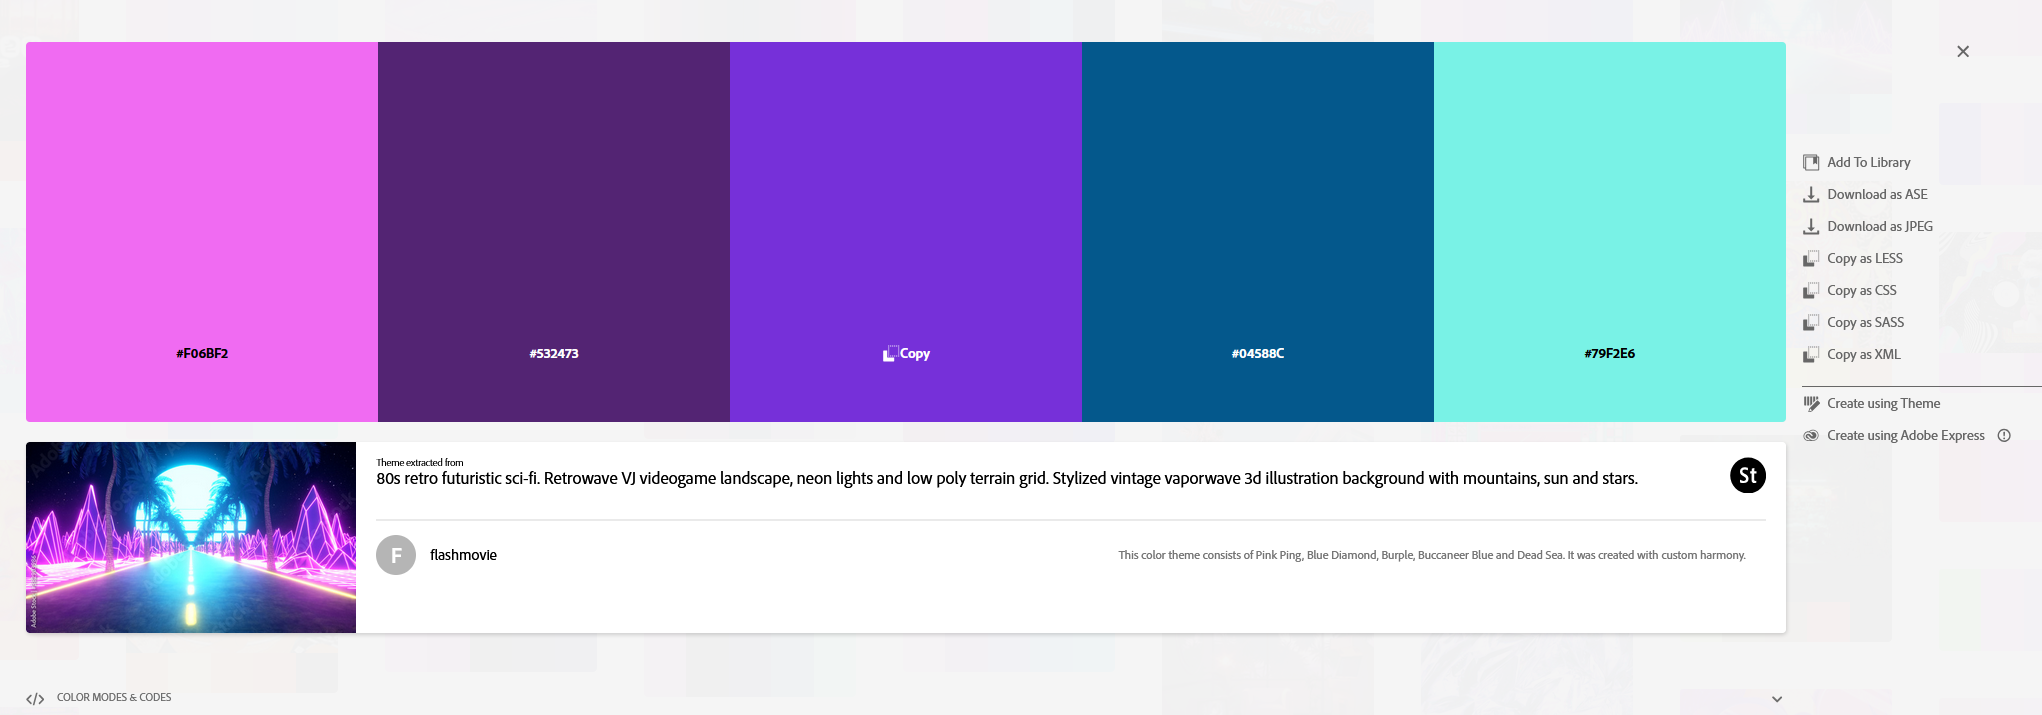 #F06BF2
#532473
Copy
#04588C
#79F2E6
Add To Library
Download as ASE
Download as JPEG
Copy as LESS
Copy as CSS
Copy as SASS
Copy as XML
Create using Theme
Create using Adobe Express
Theme extracted from
80s retro futuristic sci-fi. Retrowave VJ videogame landscape, neon lights and low poly terrain grid. Stylized vintage vaporwave 3d illustration background with mountains, sun and stars.
St
F
flashmovie
This color theme consists of Pink Ping, Blue Diamond, Burple, Buccaneer Blue and Dead Sea. It was created with custom harmony.
</> COLOR MODES & CODES